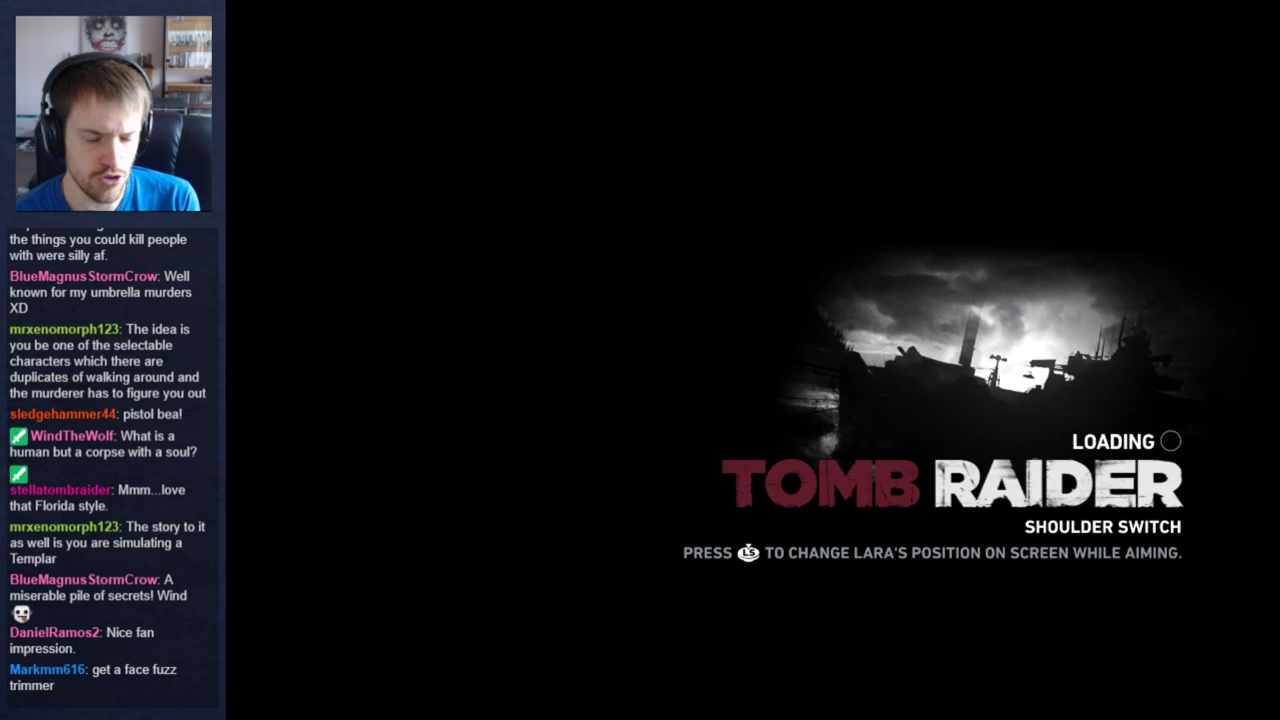 the things you could kill people
with were silly af.
BlueMagnusStormCrow: Well
known for my umbrella murders
XD
mrxenomorph123: The idea is
you be one of the selectable
characters which there are
duplicates of walking around and
the murderer has to figure you out
sledgehammer44: pistol bea!
WindTheWolf: What is a
human but a corpse with a soul?
stellatombraider: Mmm...love
that Florida style.
mrxenomorph123: The story to it
as well is you are simulating a
Templar
BlueMagnusStormCrow: A
miserable pile of secrets! Wind
DanielRamos2: Nice fan
impression.
Markmm616: get a face fuzz
trimmer
LOADING
TOMB RAIDER
SHOULDER SWITCH
PRESS LS TO CHANGE LARA'S POSITION ON SCREEN WHILE AIMING.